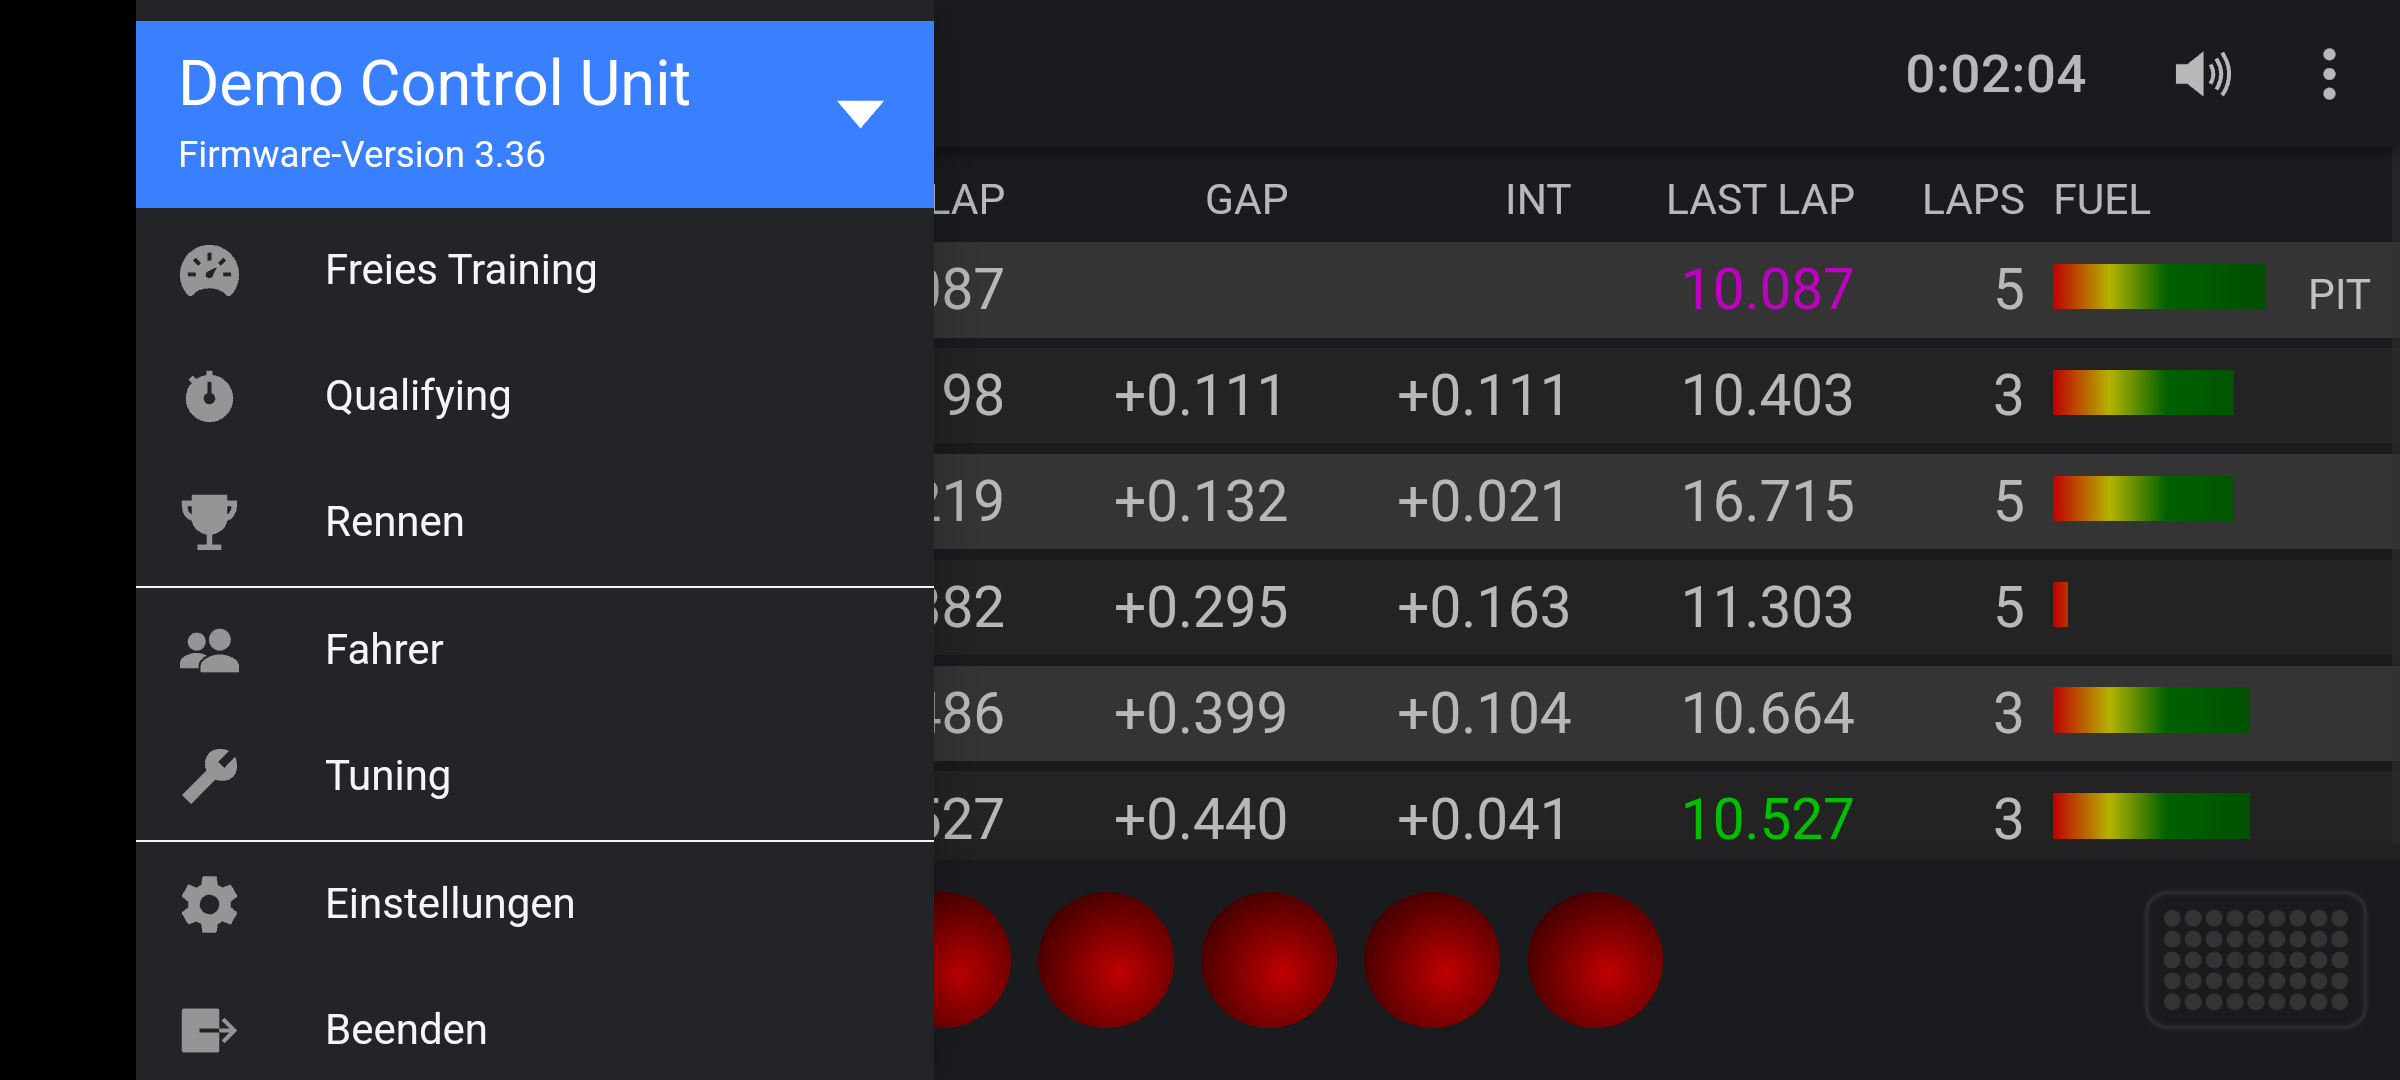 Demo Control Unit
Firmware-Version 3.36
Freies Training
Qualifying
Rennen
Fahrer
Tuning
Einstellungen
Beenden
0:02:04
LAP GAP INT LAST LAP LAPS FUEL
87 10.087 5 PIT
98 +0.111 +0.111 10.403 3
219 +0.132 +0.021 16.715 5
82 +0.295 +0.163 11.303 5
486 +0.399 +0.104 10.664 3
527 +0.440 +0.041 10.527 3